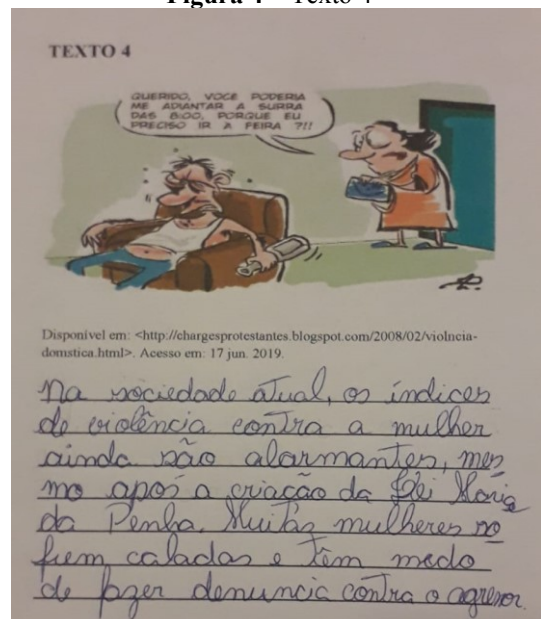 Figura 4 – Texto 4
TEXTO 4
QUERIDO, VOCE PODERIA
ME ADIANTAR A SURRA
DAS 8:00, PORQUE EU
PRECISO IR À FEIRA ?!!
Disponível em: <http://chargesprotestantes.blogspot.com/2008/02/violncia-
domstica.html>. Acesso em: 17 jun. 2019.
Na sociedade atual, os índices
de violência contra a mulher
ainda são alarmantes, mes
mo após a criação da Lei Maria
da Penha. Muitas mulheres so
frem caladas e têm medo
de fazer denuncia contra o agressor.